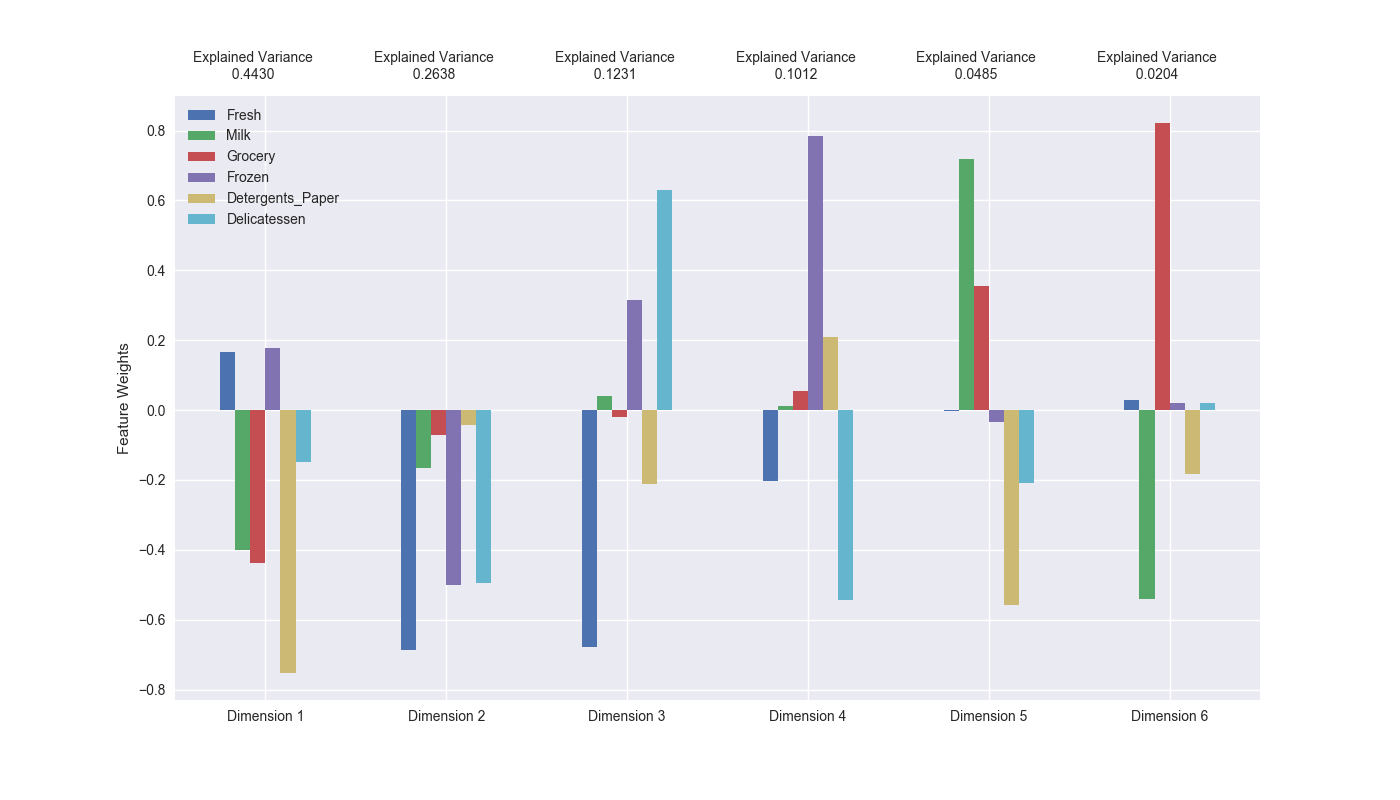 Explained Variance
0.4430
Explained Variance
0.2638
Explained Variance
0.1231
Explained Variance
0.1012
Explained Variance
0.0485
Explained Variance
0.0204
Fresh
Milk
Grocery
Frozen
Detergents_Paper
Delicatessen
Feature Weights
0.8
0.6
0.4
0.2
0.0
−0.2
−0.4
−0.6
−0.8
Dimension 1
Dimension 2
Dimension 3
Dimension 4
Dimension 5
Dimension 6